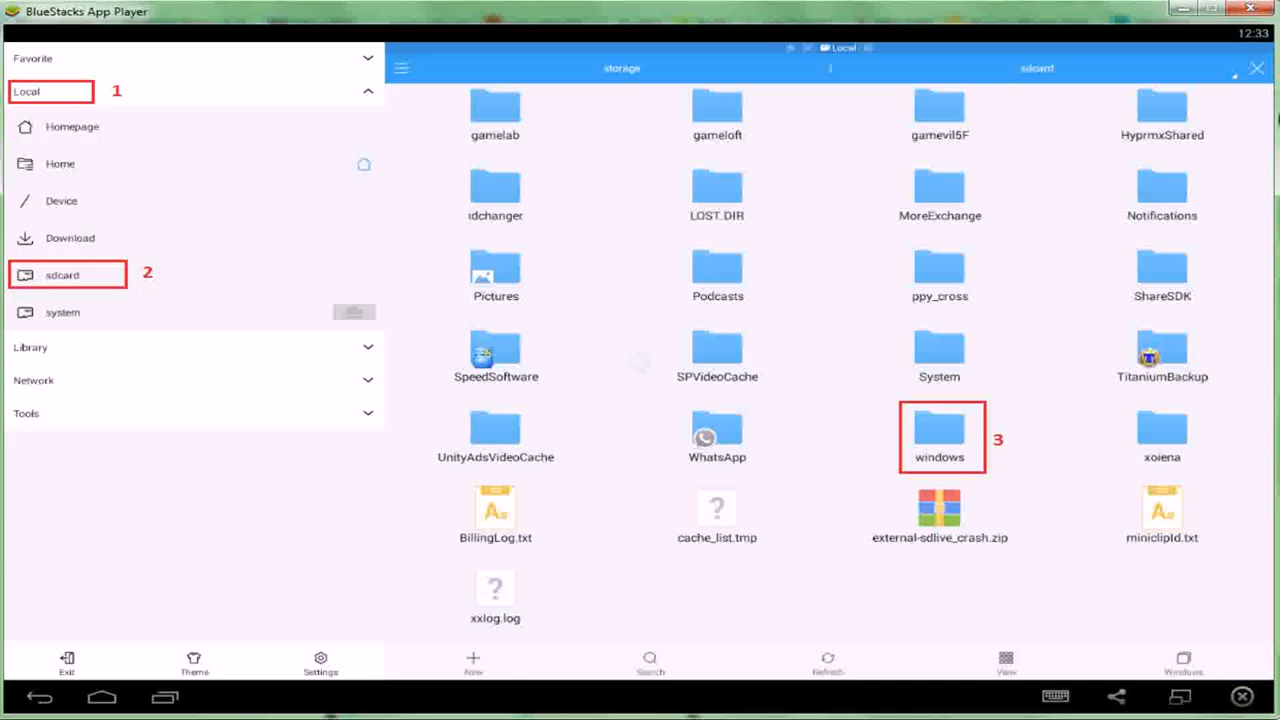 BlueStacks App Player
12:33
Favorite
Local
1
Homepage
Home
Device
Download
sdcard
2
system
Library
Network
Tools
Exit
Theme
Settings
Local
storage
sdcard
gamelab
gameloft
gamevil5F
HyprmxShared
idchanger
LOST.DIR
MoreExchange
Notifications
Pictures
Podcasts
ppy_cross
ShareSDK
SpeedSoftware
SPVideoCache
System
TitaniumBackup
UnityAdsVideoCache
WhatsApp
windows
3
xoiena
BillingLog.txt
cache_list.tmp
external-sdlive_crash.zip
miniclipId.txt
xxlog.log
New
Search
Refresh
View
Windows